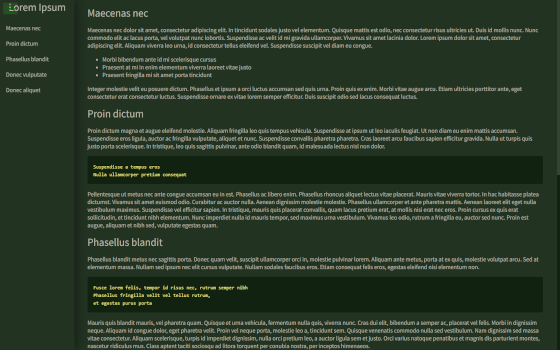 Lorem Ipsum
Maecenas nec
Proin dictum
Phasellus blandit
Donec vulputate
Donec aliquet
Maecenas nec
Maecenas nec dolor sit amet, consectetur adipiscing elit. In tincidunt sodales justo vel elementum. Quisque mattis est odio, nec consectetur risus ultricies ut. Duis id mollis nunc. Nunc
commodo elit ac lacus porta, vel volutpat nunc lobortis. Suspendisse ac velit id mi gravida ullamcorper. Vivamus sit amet lacinia dolor. Lorem ipsum dolor sit amet, consectetur
adipiscing elit. Aliquam viverra leo urna, id consectetur tellus eleifend vel. Suspendisse suscipit vel diam eu congue.
Morbi bibendum ante id mi scelerisque cursus
Praesent at mi in enim elementum viverra laoreet vitae justo
Praesent fringilla mi sit amet porta tincidunt
Integer molestie velit eu posuere dictum. Phasellus et ipsum a orci luctus accumsan sed quis urna. Proin quis ex enim. Morbi vitae augue arcu. Etiam ultricies porttitor ante, eget
consectetur erat consectetur luctus. Suspendisse ornare ex vitae lorem semper efficitur. Duis suscipit odio sed lacus consequat luctus.
Proin dictum
Proin dictum magna et augue eleifend molestie. Aliquam fringilla leo quis tempus vehicula. Suspendisse at ipsum ut leo iaculis feugiat. Ut non diam eu enim mattis accumsan.
Suspendisse eros ligula, auctor ac fringilla vulputate, aliquet et nunc. Suspendisse convallis pharetra pharetra. Cras laoreet arcu faucibus sapien efficitur gravida. Nulla ut turpis quis
justo porta scelerisque. In tristique, leo quis sagittis pulvinar, ante odio blandit quam, id malesuada lectus nisl non dolor.
Suspendisse a tempus eros
Nulla ullamcorper pretium consequat
Pellentesque ut metus nec ante congue accumsan eu in est. Phasellus ac libero enim. Phasellus rhoncus aliquet lectus vitae placerat. Mauris vitae viverra tortor. In hac habitasse platea
dictumst. Vivamus sit amet euismod odio. Curabitur ac auctor nulla. Aenean dignissim molestie molestie. Phasellus ullamcorper et ante pharetra mattis. Aenean laoreet elit eget nulla
vestibulum maximus. Suspendisse vel efficitur sapien. In tristique, mauris quis placerat convallis, quam lacus pretium erat, at mollis nisi erat nec eros. Proin cursus ex quis erat
sollicitudin, et tincidunt nibh elementum. Nunc imperdiet nulla id mauris tempor, sed maximus urna vestibulum. Vivamus leo odio, rutrum a fringilla eu, auctor sed nunc. Proin est
augue, aliquam et nibh sed, vulputate egestas quam.
Phasellus blandit
Phasellus blandit metus nec sagittis porta. Donec quam velit, suscipit ullamcorper orci in, molestie pulvinar lorem. Aliquam ante metus, porta at ex quis, molestie volutpat arcu. Sed at
elementum massa. Nullam sed ipsum nec elit cursus vulputate. Nullam sodales faucibus eros. Etiam consequat felis eros, egestas eleifend nisi elementum non.
Fusce lorem felis, tempor id risus nec, rutrum semper nibh
Phasellus fringilla velit vel tellus rutrum,
et egestas purus porta
Mauris quis blandit mauris, vel pharetra quam. Quisque et urna vehicula, fermentum nulla quis, viverra nunc. Cras dui elit, bibendum a semper ac, placerat vel felis. Morbi in dignissim
neque. Aliquam id congue dolor, eget pharetra velit. Proin vel neque porta, molestie leo a, tincidunt sem. Quisque venenatis commodo nulla sed vestibulum. Nam dignissim sed massa
vitae consectetur. Aliquam scelerisque, turpis id imperdiet dignissim, nulla orci pretium leo, a auctor ligula sem et justo. Orci varius natoque penatibus et magnis dis parturient montes,
nascetur ridiculus mus. Class aptent taciti sociosqu ad litora torquent per conubia nostra, per inceptos himenaeos.